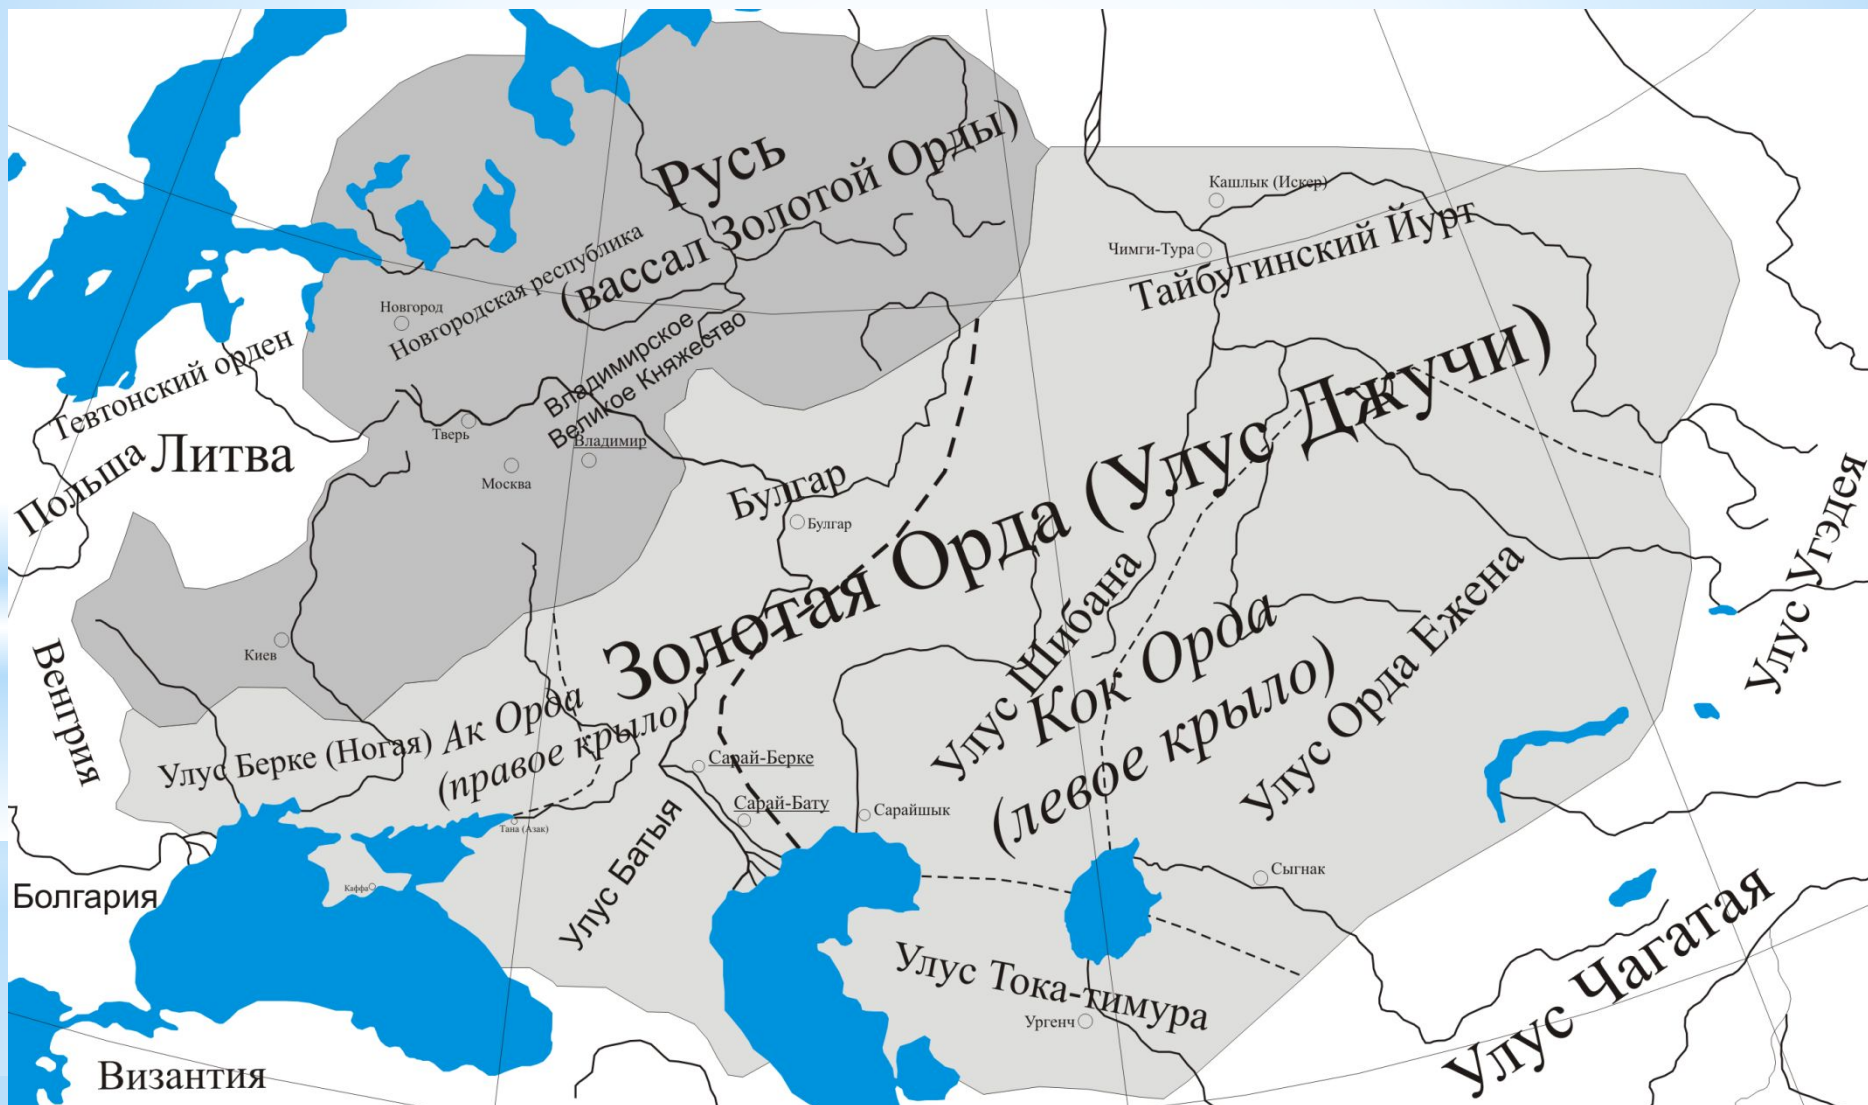 Русь
(вассал Золотой Орды)
Новгородская республика
Новгород
Владимирское
Великое Княжество
Владимир
Тверь
Москва
Киев
Тевтонский орден
Польша
Литва
Венгрия
Болгария
Византия
Кашлык (Искер)
Чимги-Тура
Тайбугинский Йурт
Золотая Орда (Улус Джучи)
Булгар
Булгар
Улус Берке (Ногая)
Ак Орда
(правое крыло)
Улус Батыя
Сарай-Берке
Сарай-Бату
Сарайшык
Тана (Азак)
Каффа
Улус Шибана
Кок Орда
(левое крыло)
Улус Орда Ежена
Сыгнак
Улус Тока-тимура
Ургенч
Улус Угэдея
Улус Чагатая